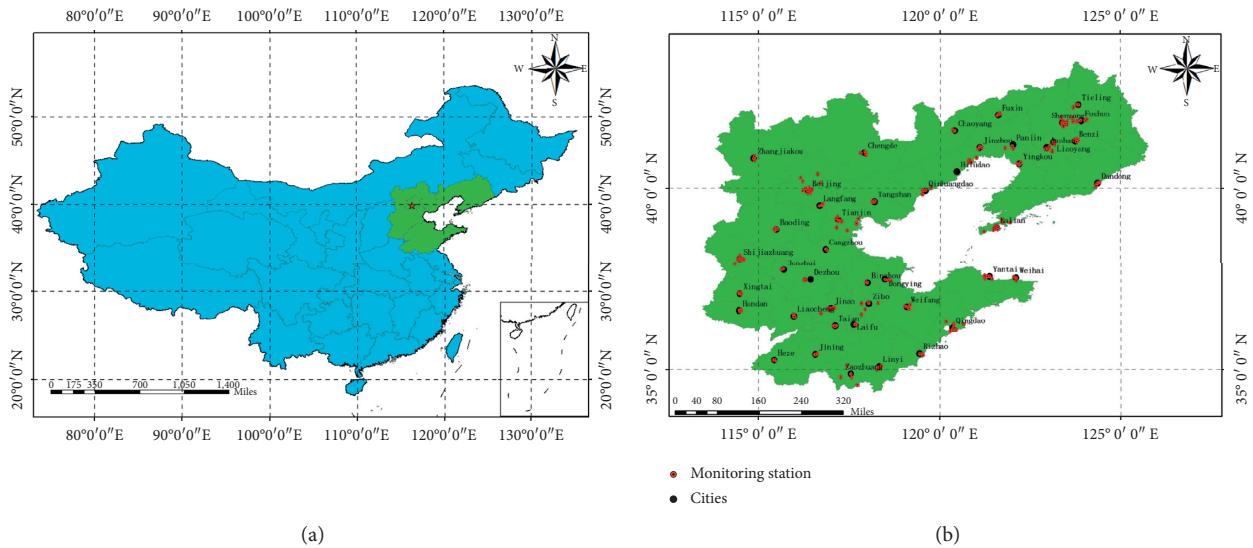 80°0′0″E 90°0′0″E 100°0′0″E 110°0′0″E 120°0′0″E 130°0′0″E
N
W E
S
50°0′0″N
40°0′0″N
30°0′0″N
20°0′0″N
50°0′0″N
40°0′0″N
30°0′0″N
20°0′0″N
0 175 350 700 1,050 1,400
Miles
80°0′0″E 90°0′0″E 100°0′0″E 110°0′0″E 120°0′0″E 130°0′0″E
(a)
115°0′0″ E 120°0′0″ E 125°0′0″ E
N
W E
S
40°0′0″ N
35°0′0″ N
40°0′0″ N
35°0′0″ N
Tieling
Fuxin
Fushun
Chaoyang
Panjin
Benxi
Jinzhou
Liaoyang
Chengde
Zhangjiakou
Yingkou
Dandong
Beijing
Qinhuangdao
Tangshan
Langfang
Tianjin
Baoding
Cangzhou
Shijiazhuang
Dezhou
Yantai
Weihai
Binzhou
Dongying
Xingtai
Zibo
Handan
Jinan
Weifang
Liaocheng
Taian
Laifu
Qingdao
Jining
Rizhao
Heze
Linyi
0 40 80 160 240 320
Miles
115°0′0″ E 120°0′0″ E 125°0′0″ E
Monitoring station
Cities
(b)